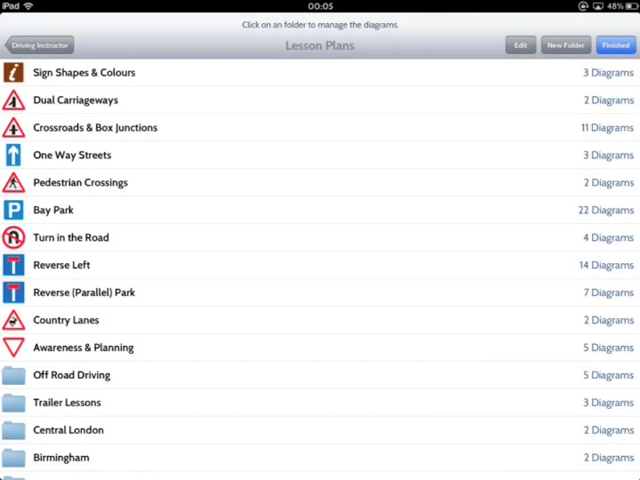 iPad 00:05 48%
Click on an folder to manage the diagrams.
Driving Instructor Lesson Plans Edit New Folder Finished
Sign Shapes & Colours 3 Diagrams
Dual Carriageways 2 Diagrams
Crossroads & Box Junctions 11 Diagrams
One Way Streets 3 Diagrams
Pedestrian Crossings 2 Diagrams
Bay Park 22 Diagrams
Turn in the Road 4 Diagrams
Reverse Left 14 Diagrams
Reverse (Parallel) Park 7 Diagrams
Country Lanes 2 Diagrams
Awareness & Planning 5 Diagrams
Off Road Driving 5 Diagrams
Trailer Lessons 3 Diagrams
Central London 2 Diagrams
Birmingham 2 Diagrams